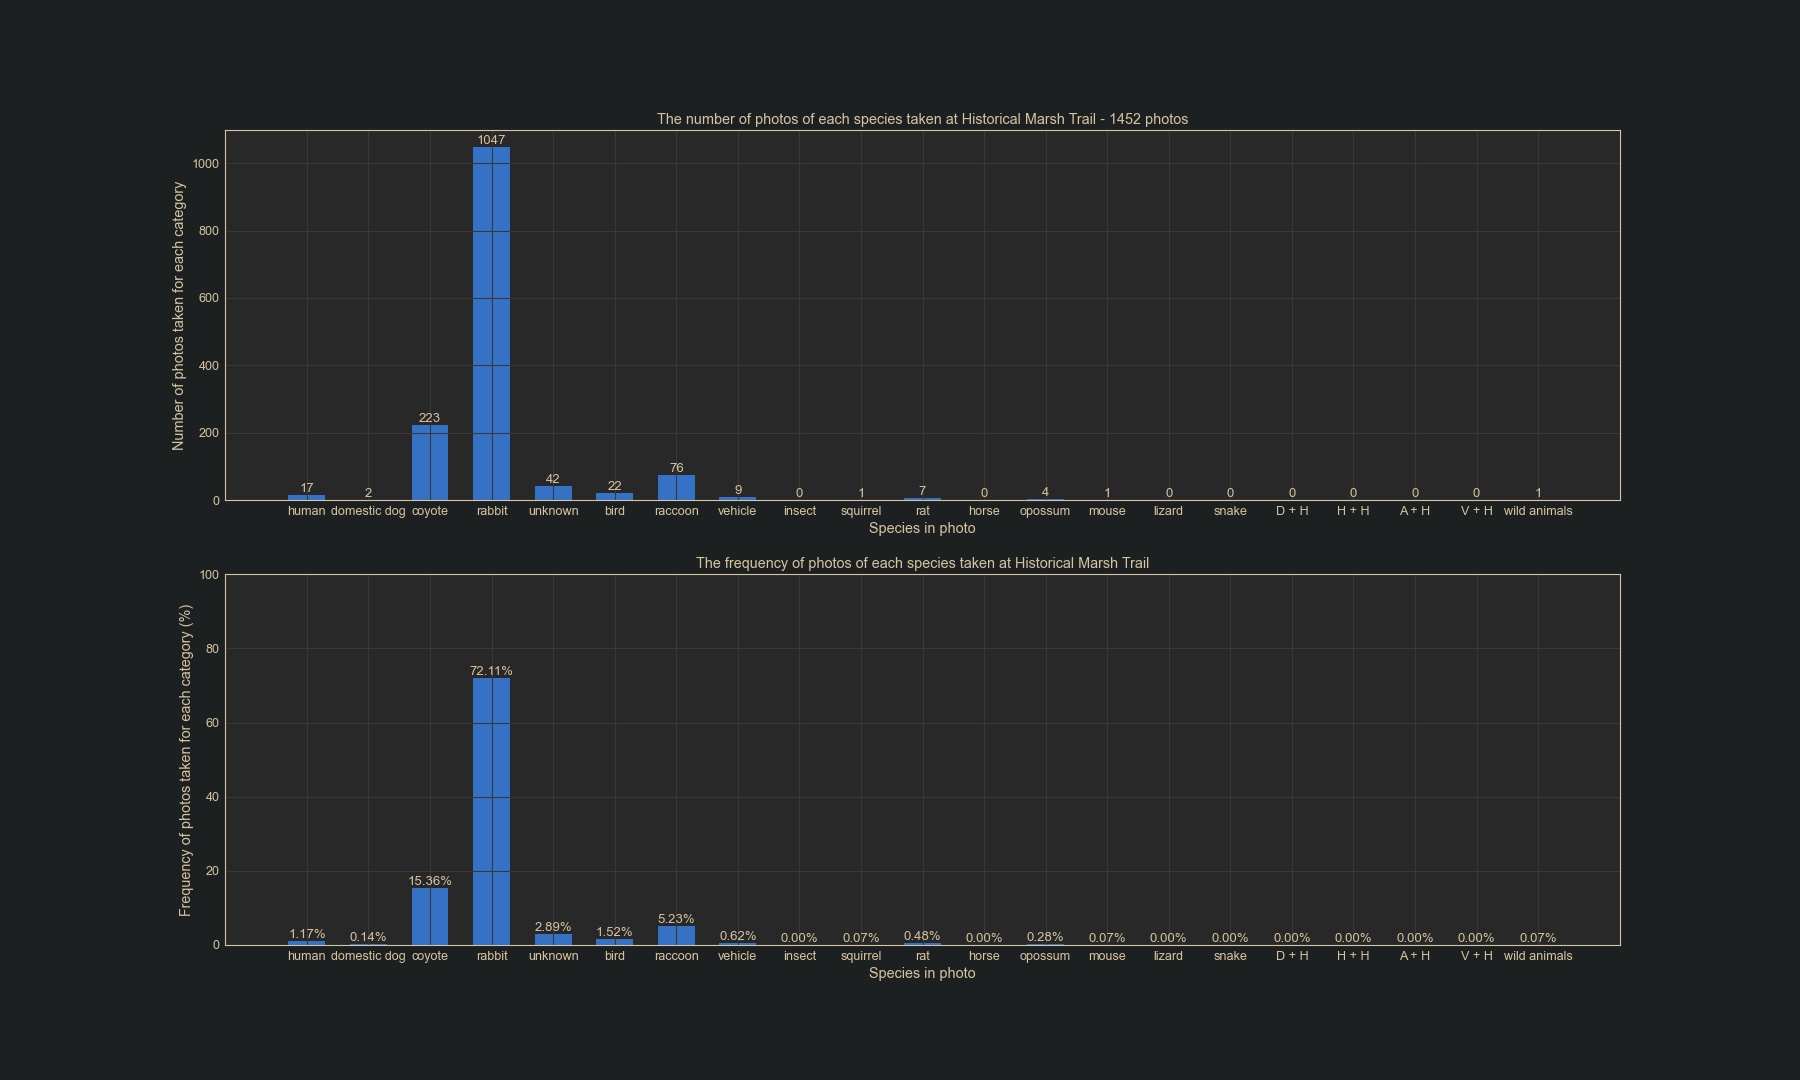 The number of photos of each species taken at Historical Marsh Trail - 1452 photos
Number of photos taken for each category
1000
800
600
400
200
0
17 2 223 1047 42 22 76 9 0 1 7 0 4 1 0 0 0 0 0 0 1
human domestic dog coyote rabbit unknown bird raccoon vehicle insect squirrel rat horse opossum mouse lizard snake D + H H + H A + H V + H wild animals
Species in photo
The frequency of photos of each species taken at Historical Marsh Trail
Frequency of photos taken for each category (%)
100
80
60
40
20
0
1.17% 0.14% 15.36% 72.11% 2.89% 1.52% 5.23% 0.62% 0.00% 0.07% 0.48% 0.00% 0.28% 0.07% 0.00% 0.00% 0.00% 0.00% 0.00% 0.00% 0.07%
human domestic dog coyote rabbit unknown bird raccoon vehicle insect squirrel rat horse opossum mouse lizard snake D + H H + H A + H V + H wild animals
Species in photo